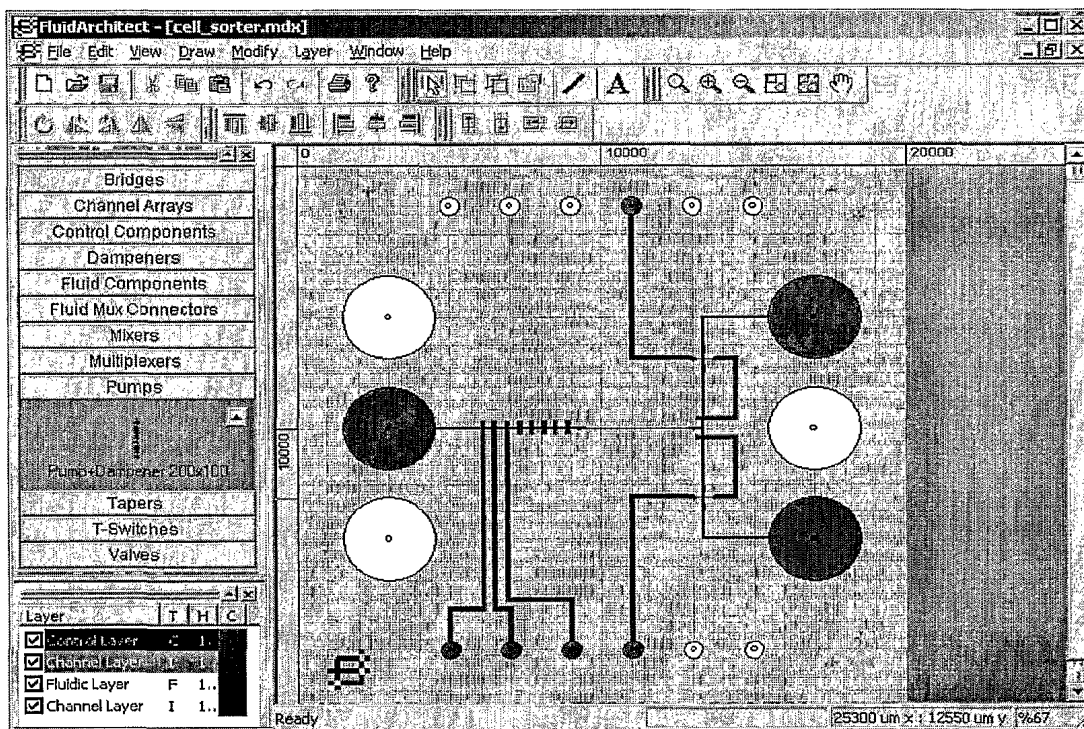 FluidArchitect - [cell_sorter.mdx]
File Edit View Draw Modify Layer Window Help
A
0 10000 20000
Bridges
Channel Arrays
Control Components
Dampeners
Fluid Components
Fluid Mux Connectors
Mixers
Multiplexers
Pumps
10000
Pump+Dampener 200x100
Tapers
T-Switches
Valves
Layer T H C
Control Layer C 1..
Channel Layer I 1..
Fluidic Layer F 1..
Channel Layer I 1..
Ready 25300 um x : 12550 um y %67